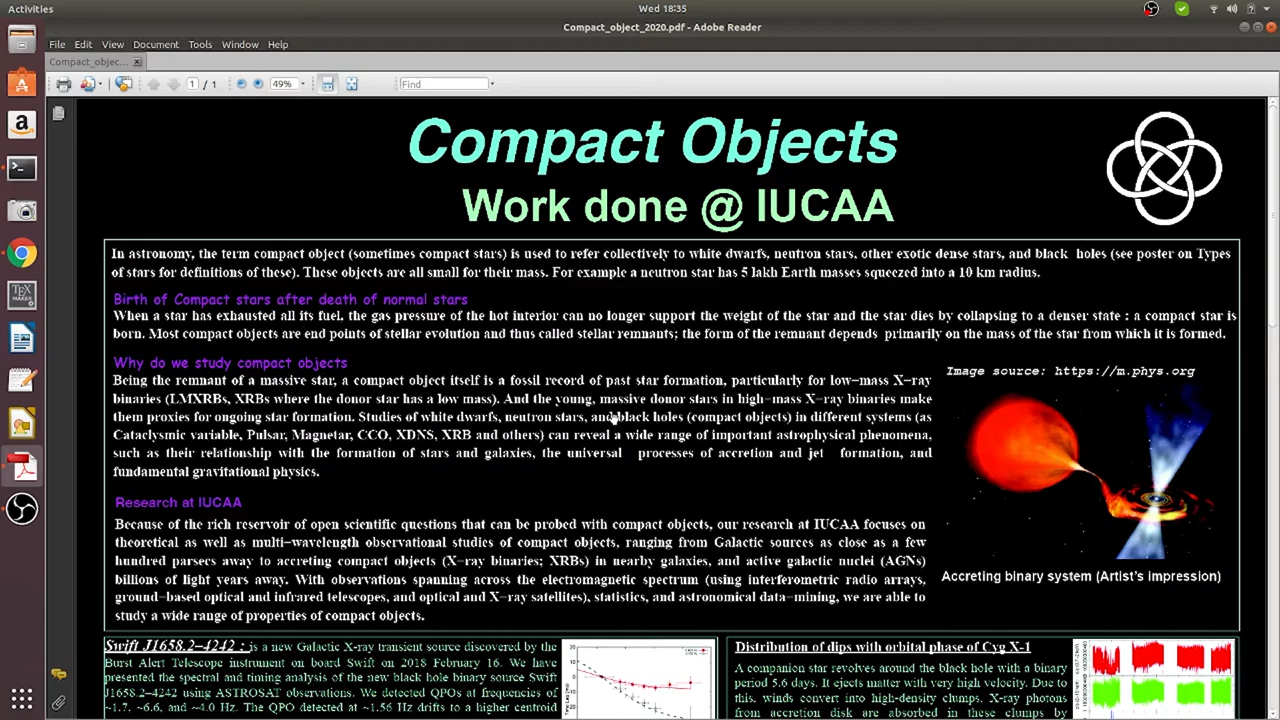 Activities
Wed 18:35
Compact_object_2020.pdf - Adobe Reader
File Edit View Document Tools Window Help
Compact_objec...
1 / 1
49%
Find
Compact Objects
Work done @ IUCAA
In astronomy, the term compact object (sometimes compact stars) is used to refer collectively to white dwarfs, neutron stars, other exotic dense stars, and black holes (see poster on Types
of stars for definitions of these). These objects are all small for their mass. For example a neutron star has 5 lakh Earth masses squeezed into a 10 km radius.
Birth of Compact stars after death of normal stars
When a star has exhausted all its fuel, the gas pressure of the hot interior can no longer support the weight of the star and the star dies by collapsing to a denser state : a compact star is
born. Most compact objects are end points of stellar evolution and thus called stellar remnants; the form of the remnant depends primarily on the mass of the star from which it is formed.
Why do we study compact objects
Being the remnant of a massive star, a compact object itself is a fossil record of past star formation, particularly for low−mass X−ray
binaries (LMXRBs, XRBs where the donor star has a low mass). And the young, massive donor stars in high−mass X−ray binaries make
them proxies for ongoing star formation. Studies of white dwarfs, neutron stars, and black holes (compact objects) in different systems (as
Cataclysmic variable, Pulsar, Magnetar, CCO, XDNS, XRB and others) can reveal a wide range of important astrophysical phenomena,
such as their relationship with the formation of stars and galaxies, the universal processes of accretion and jet formation, and
fundamental gravitational physics.
Image source: https://m.phys.org
Accreting binary system (Artist's impression)
Research at IUCAA
Because of the rich reservoir of open scientific questions that can be probed with compact objects, our research at IUCAA focuses on
theoretical as well as multi−wavelength observational studies of compact objects, ranging from Galactic sources as close as a few
hundred parsecs away to accreting compact objects (X−ray binaries; XRBs) in nearby galaxies, and active galactic nuclei (AGNs)
billions of light years away. With observations spanning across the electromagnetic spectrum (using interferometric radio arrays,
ground−based optical and infrared telescopes, and optical and X−ray satellites), statistics, and astronomical data−mining, we are able to
study a wide range of properties of compact objects.
Swift J1658.2−4242 : is a new Galactic X−ray transient source discovered by the
Burst Alert Telescope instrument on board Swift on 2018 February 16. We have
presented the spectral and timing analysis of the new black hole binary source Swift
J1658.2−4242 using ASTROSAT observations. We detected QPOs at frequencies of
~1.7, ~6.6, and ~4.0 Hz. The QPO detected at ~1.56 Hz drifts to a higher centroid
Distribution of dips with orbital phase of Cyg X-1
A companion star revolves around the black hole with a binary
period 5.6 days. It ejects matter with very high velocity. Due to
this, winds convert into high-density clumps. X-ray photons
from accretion disk are absorbed in these clumps by